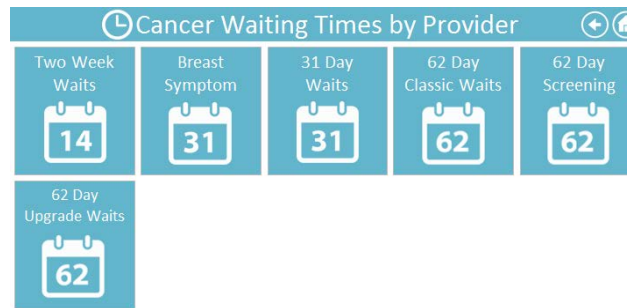 Cancer Waiting Times by Provider
Two Week
Waits
14
Breast
Symptom
31
31 Day
Waits
31
62 Day
Classic Waits
62
62 Day
Screening
62
62 Day
Upgrade Waits
62